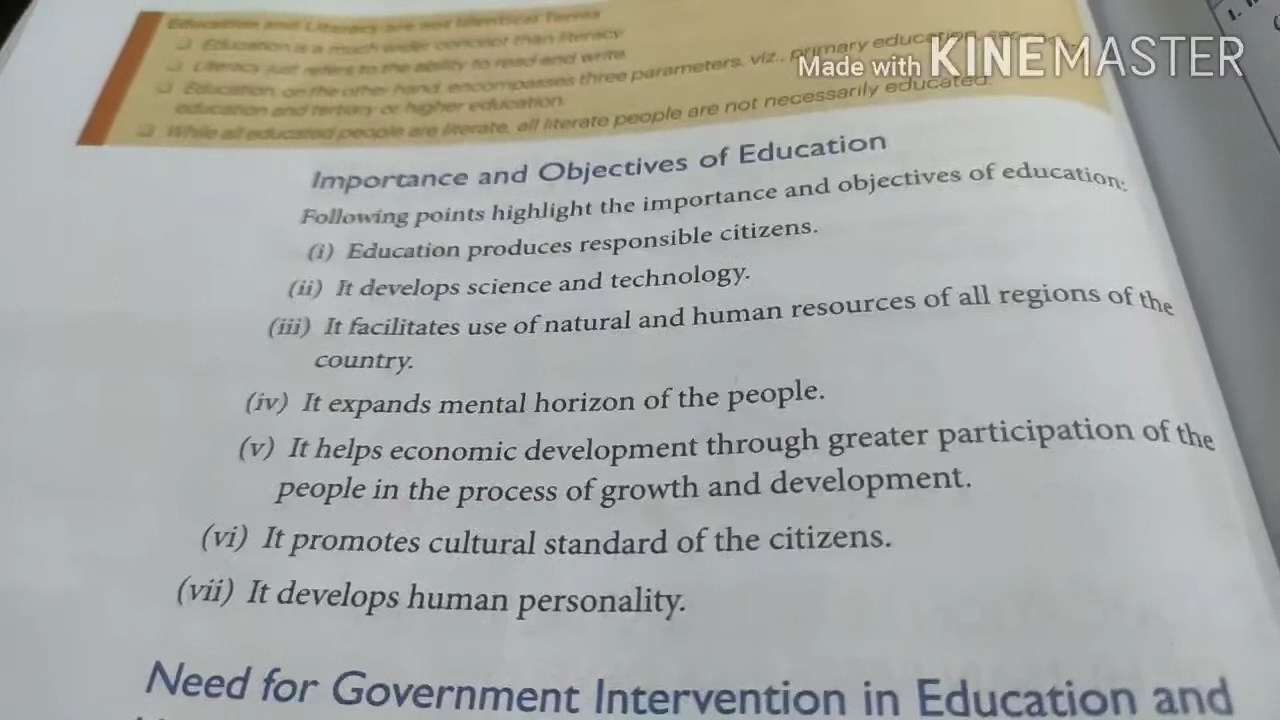 Education and Literacy are not Identical Terms
❑ Education is a much wider concept than literacy.
❑ Literacy just refers to the ability to read and write.
❑ Education, on the other hand, encompasses three parameters, viz., primary education,
education and tertiary or higher education.
❑ While all educated people are literate, all literate people are not necessarily educated.
Made with KINEMASTER
Importance and Objectives of Education
Following points highlight the importance and objectives of education:
(i) Education produces responsible citizens.
(ii) It develops science and technology.
(iii) It facilitates use of natural and human resources of all regions of the
country.
(iv) It expands mental horizon of the people.
(v) It helps economic development through greater participation of the
people in the process of growth and development.
(vi) It promotes cultural standard of the citizens.
(vii) It develops human personality.
Need for Government Intervention in Education and